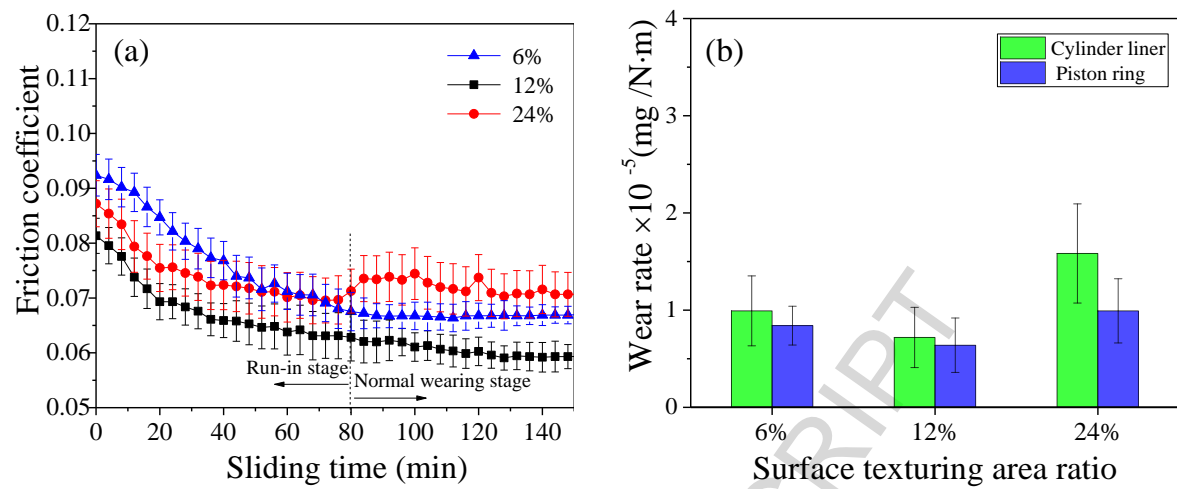 (a)
6%
12%
24%
Friction coefficient
0.12
0.11
0.10
0.09
0.08
0.07
0.06
0.05
Run-in stage
Normal wearing stage
0 20 40 60 80 100 120 140
Sliding time (min)
(b)
Cylinder liner
Piston ring
Wear rate ×10 ⁻⁵(mg /N·m)
4
3
2
1
0
6% 12% 24%
Surface texturing area ratio
RIPT